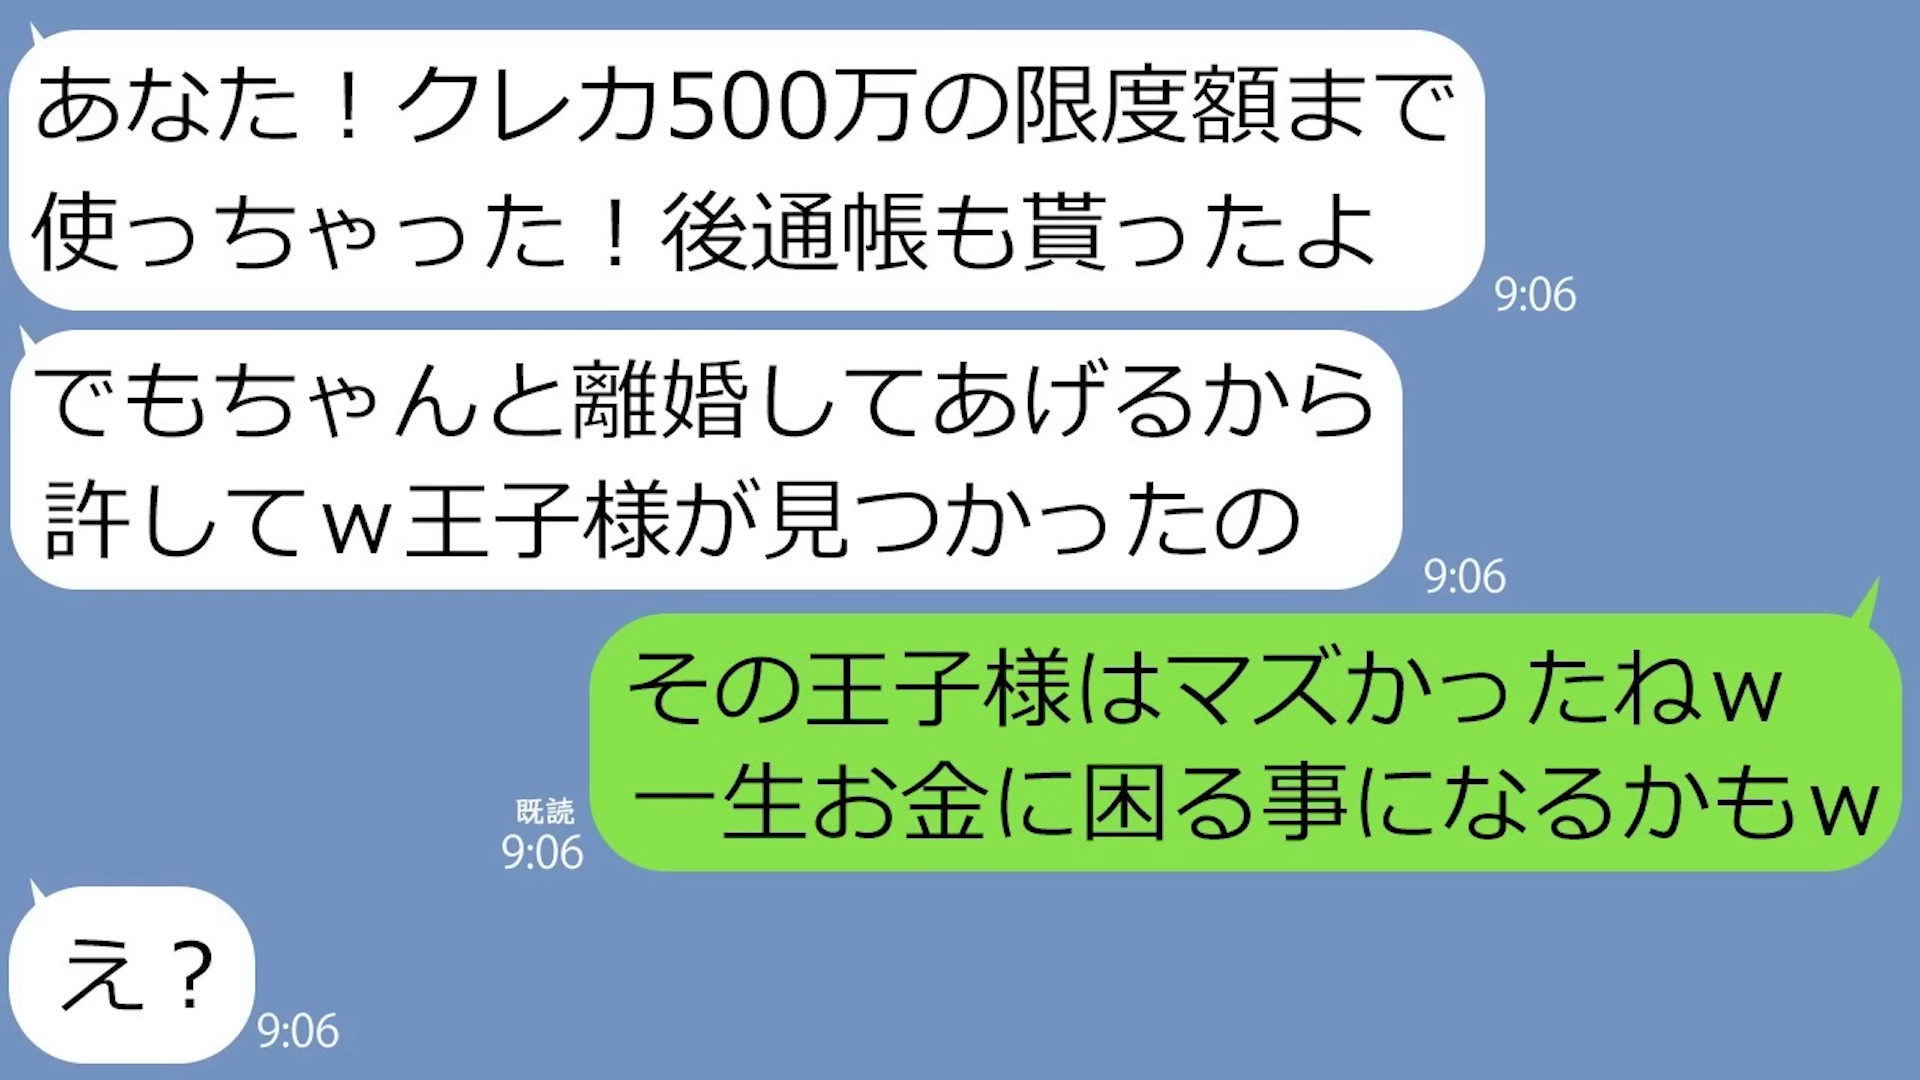 あなた！クレカ500万の限度額まで
使っちゃった！後通帳も貰ったよ
9:06
でもちゃんと離婚してあげるから
許してｗ王子様が見つかったの
9:06
その王子様はマズかったねｗ
一生お金に困る事になるかもｗ
既読
9:06
え？
9:06